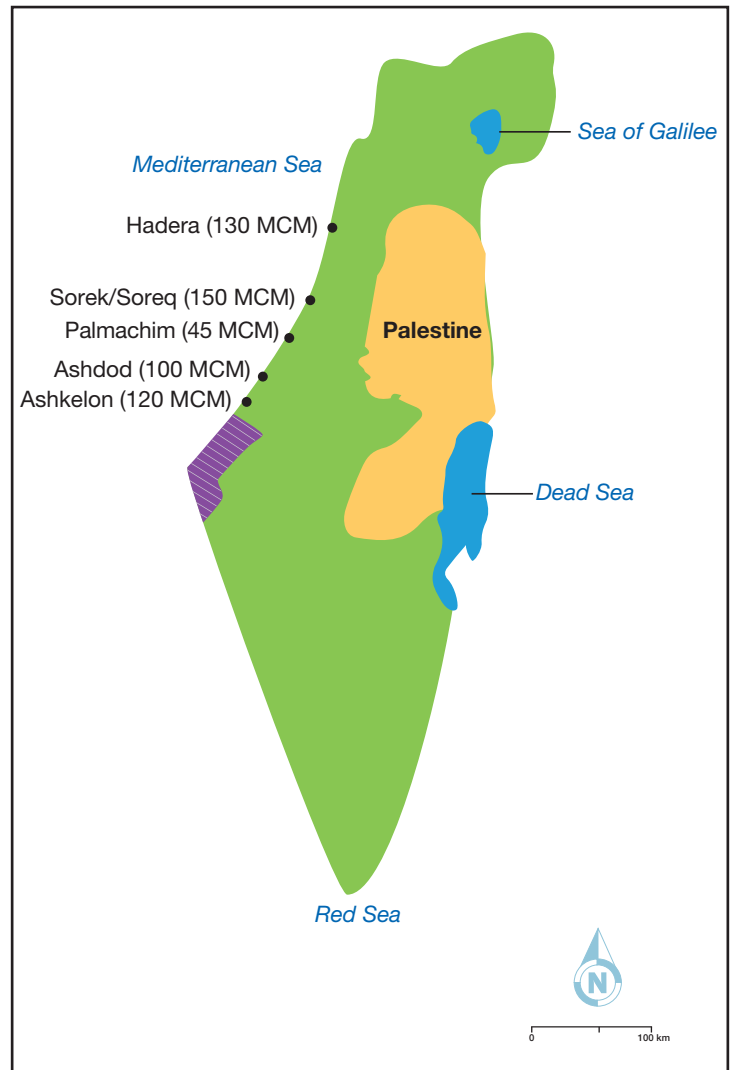 Sea of Galilee
Mediterranean Sea
Hadera (130 MCM)
Sorek/Soreq (150 MCM)
Palmachim (45 MCM)
Palestine
Ashdod (100 MCM)
Ashkelon (120 MCM)
Dead Sea
Red Sea
N
0 100 km